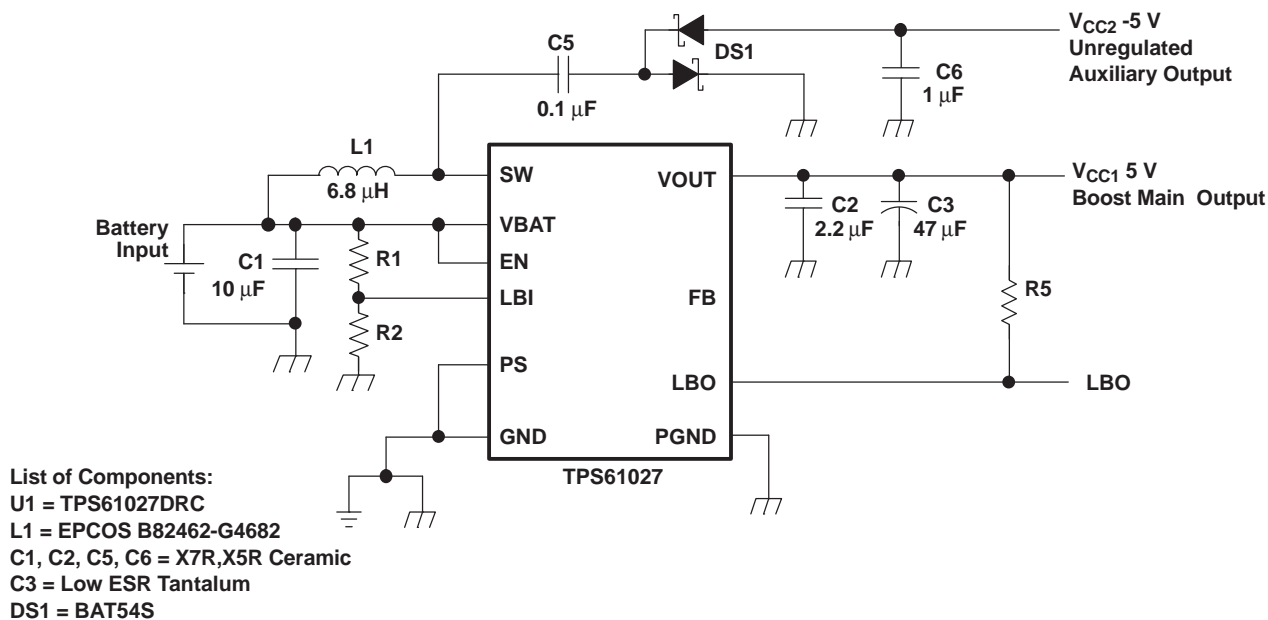 C5
0.1 μF
DS1
C6
1 μF
VCC2 -5 V
Unregulated
Auxiliary Output
L1
6.8 μH
SW
VOUT
VCC1 5 V
Boost Main Output
C2
2.2 μF
C3
47 μF
Battery
Input
C1
10 μF
R1
R2
VBAT
EN
LBI
FB
R5
PS
LBO
LBO
GND
PGND
TPS61027
List of Components:
U1 = TPS61027DRC
L1 = EPCOS B82462-G4682
C1, C2, C5, C6 = X7R,X5R Ceramic
C3 = Low ESR Tantalum
DS1 = BAT54S